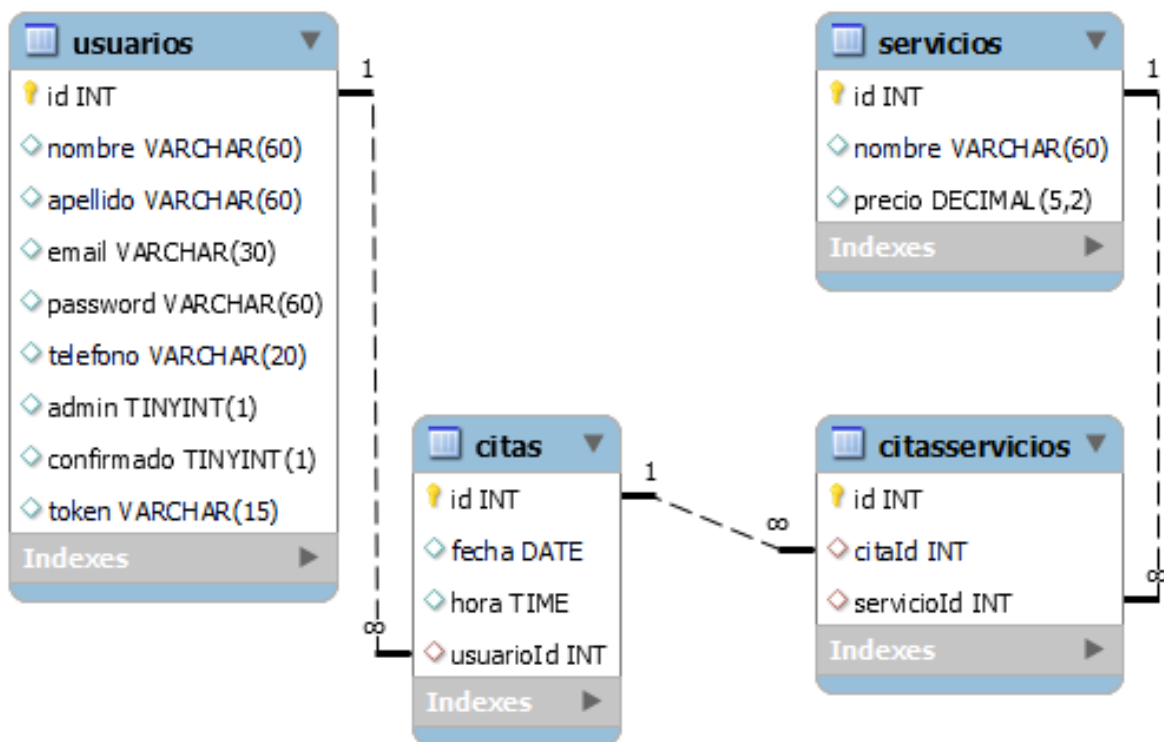 usuarios
id INT
nombre VARCHAR(60)
apellido VARCHAR(60)
email VARCHAR(30)
password VARCHAR(60)
telefono VARCHAR(20)
admin TINYINT(1)
confirmado TINYINT(1)
token VARCHAR(15)
Indexes
1
∞
citas
id INT
fecha DATE
hora TIME
usuarioId INT
Indexes
1
∞
servicios
id INT
nombre VARCHAR(60)
precio DECIMAL(5,2)
Indexes
1
∞
citasservicios
id INT
citaId INT
servicioId INT
Indexes